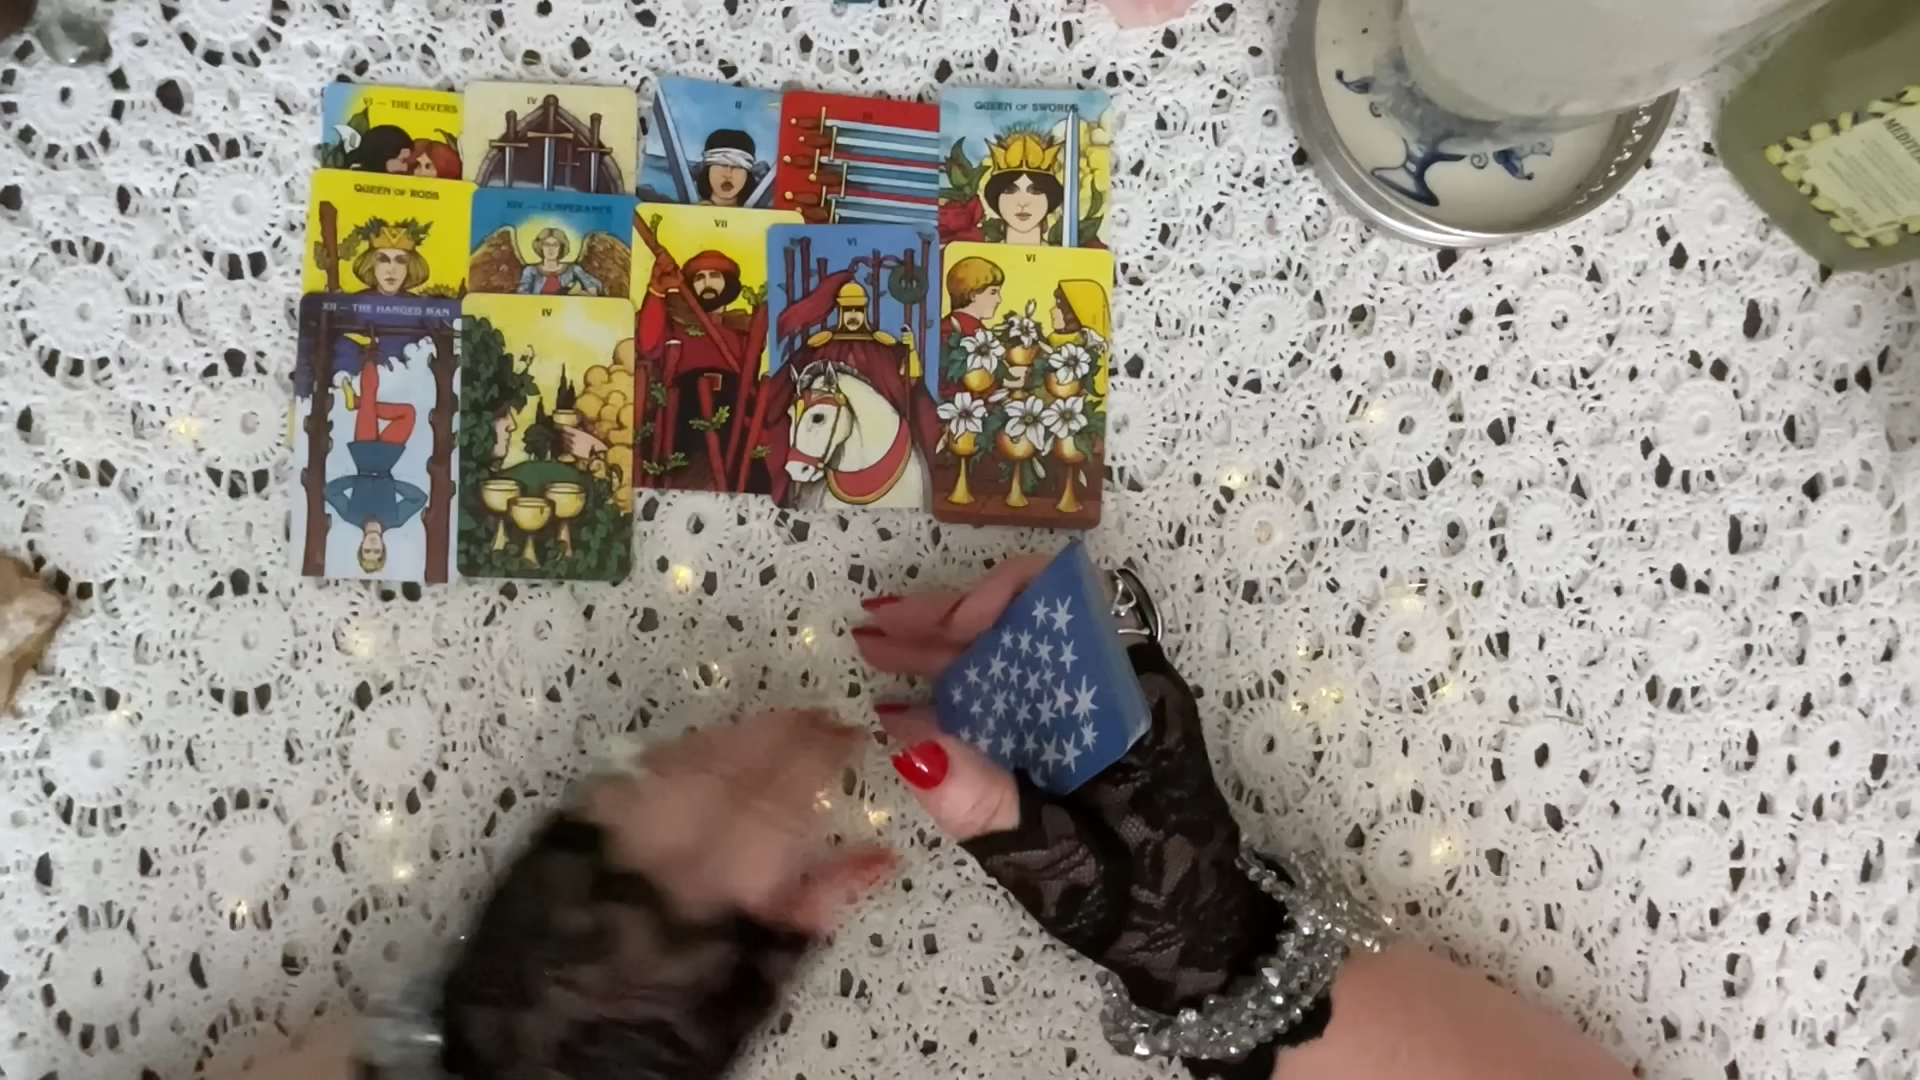 VI — THE LOVERS
IV
II
III
QUEEN OF SWORDS
QUEEN OF RODS
XIV — TEMPERANCE
VII
VI
VI
XII — THE HANGED MAN
IV